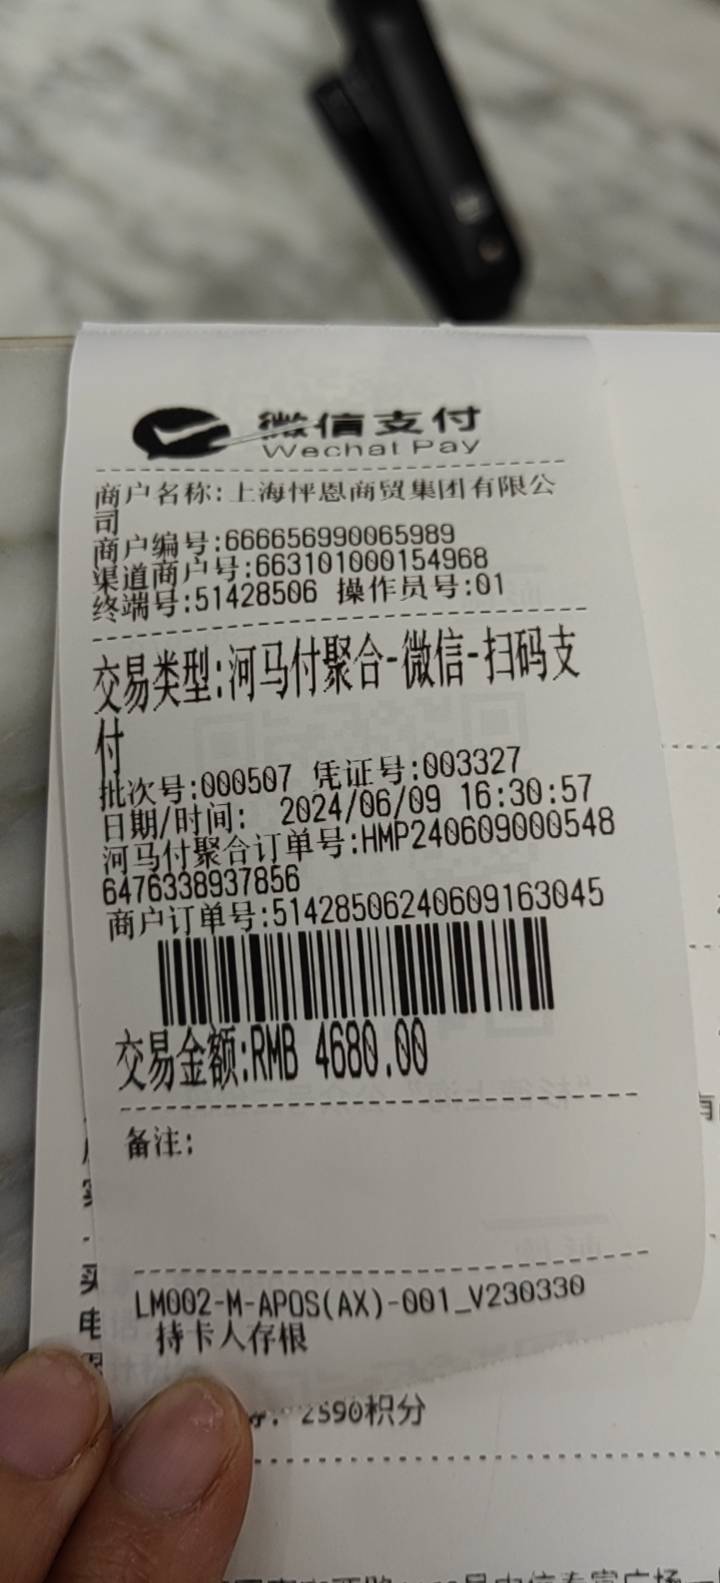 微信支付
Wechat Pay
商户名称:上海怦恩商贸集团有限公
司
商户编号:666656990065989
渠道商户号:663101000154968
终端号:51428506 操作员号:01
交易类型:河马付聚合-微信-扫码支
付
批次号:000507 凭证号:003327
日期/时间: 2024/06/09 16:30:57
河马付聚合订单号:HMP240609000548
6476338937856
商户订单号:51428506240609163045
交易金额:RMB 4680.00
备注:
LM002-M-APOS(AX)-001_V230330
持卡人存根
买
电
2590积分
有